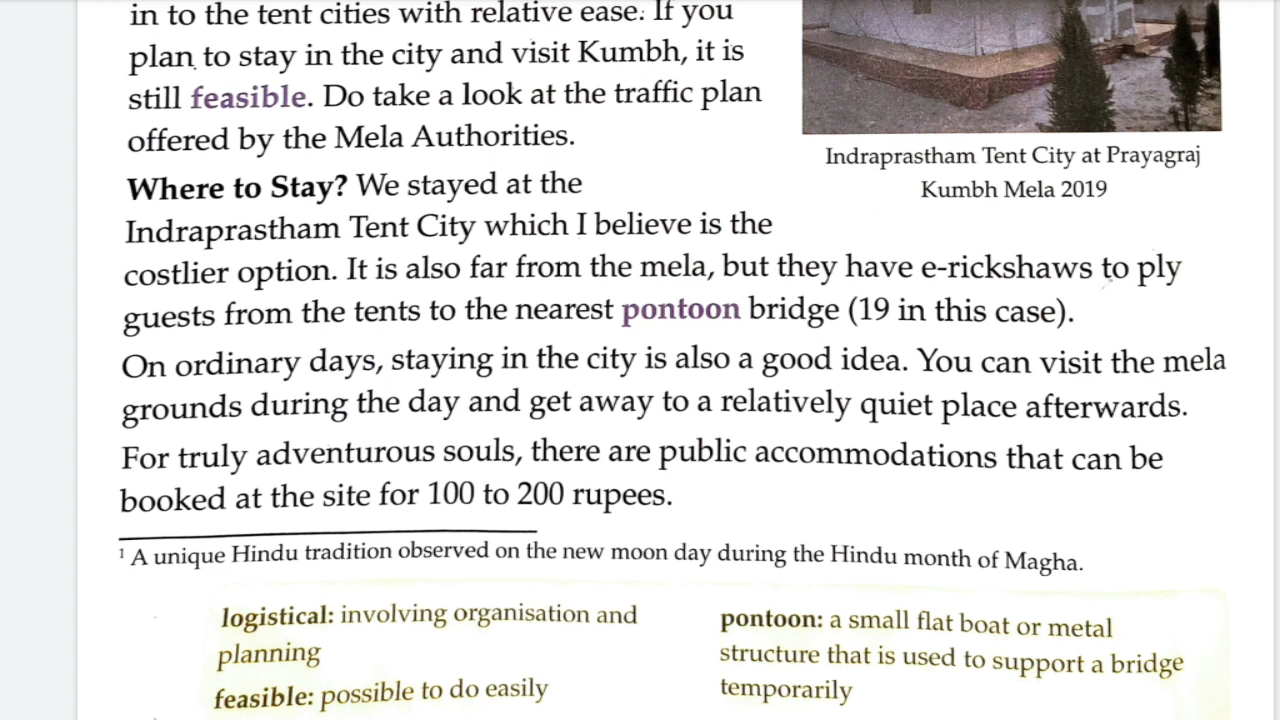 in to the tent cities with relative ease. If you
plan to stay in the city and visit Kumbh, it is
still feasible. Do take a look at the traffic plan
offered by the Mela Authorities.
Indraprastham Tent City at Prayagraj
Kumbh Mela 2019
Where to Stay? We stayed at the
Indraprastham Tent City which I believe is the
costlier option. It is also far from the mela, but they have e-rickshaws to ply
guests from the tents to the nearest pontoon bridge (19 in this case).
On ordinary days, staying in the city is also a good idea. You can visit the mela
grounds during the day and get away to a relatively quiet place afterwards.
For truly adventurous souls, there are public accommodations that can be
booked at the site for 100 to 200 rupees.
¹ A unique Hindu tradition observed on the new moon day during the Hindu month of Magha.
logistical: involving organisation and
planning
feasible: possible to do easily
pontoon: a small flat boat or metal
structure that is used to support a bridge
temporarily